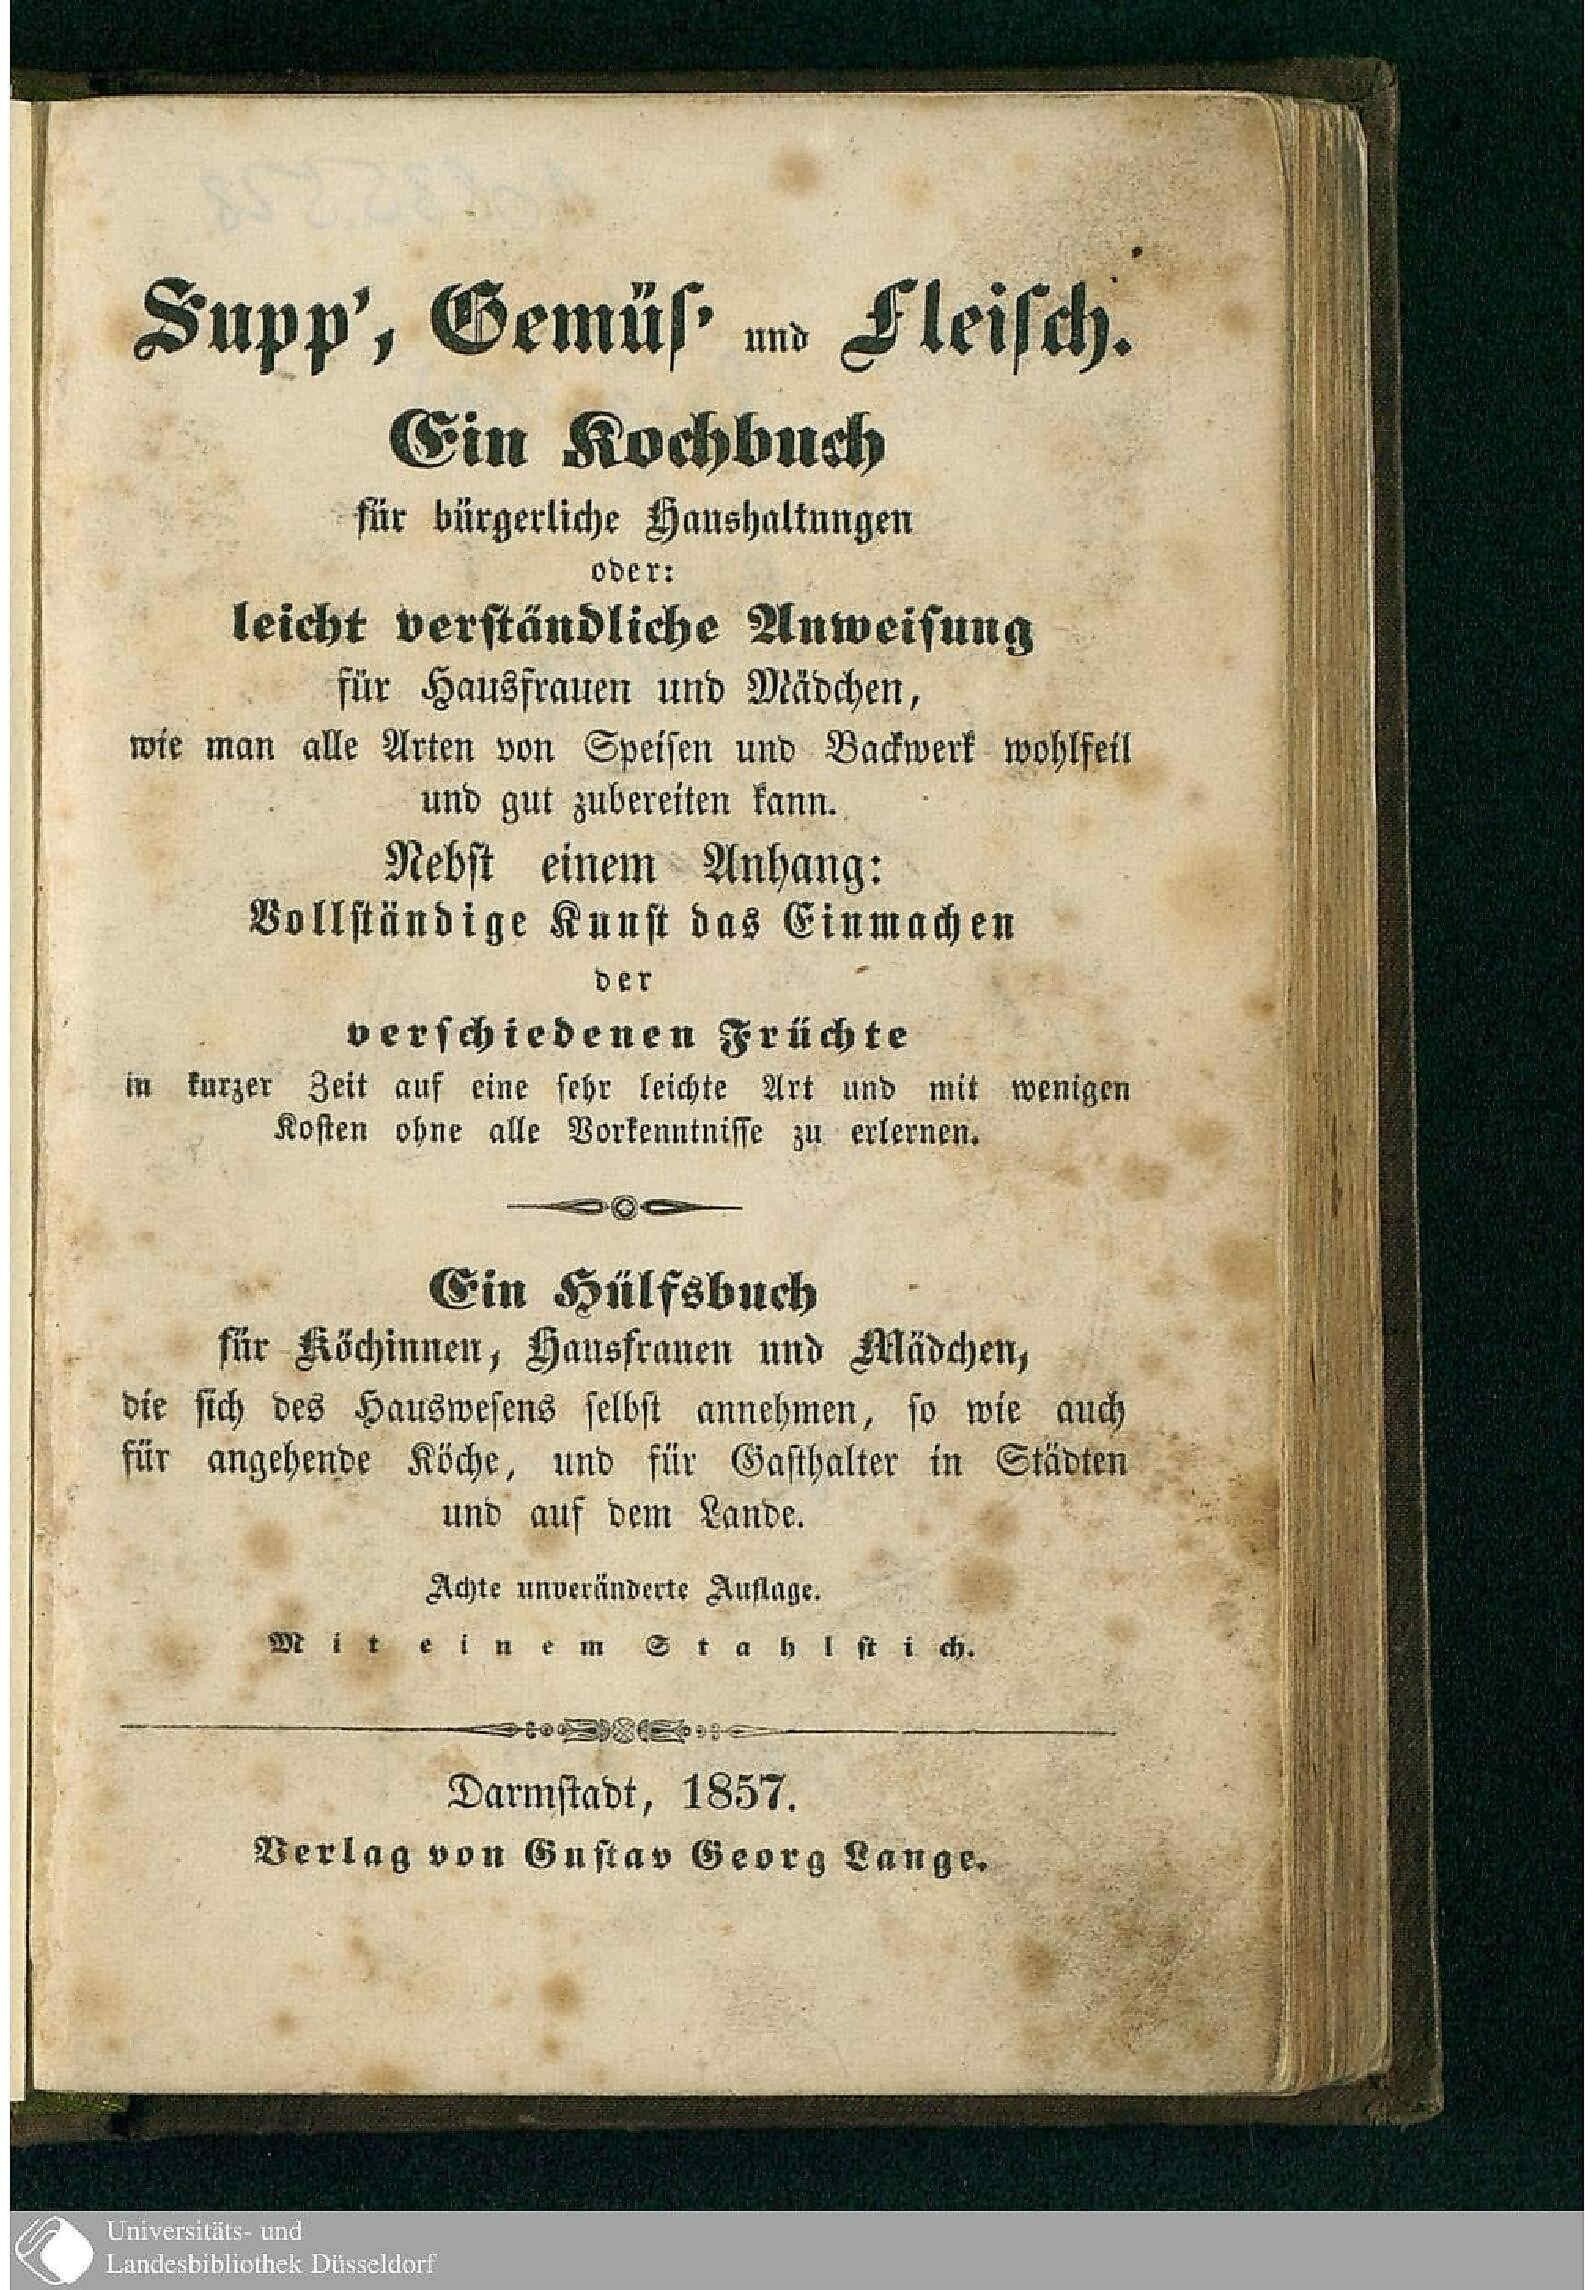 Supp', Gemüs' und Fleisch.
Ein Kochbuch
für bürgerliche Haushaltungen
oder:
leicht verständliche Anweisung
für Hausfrauen und Mädchen,
wie man alle Arten von Speisen und Backwerk wohlfeil
und gut zubereiten kann.
Nebst einem Anhang:
Vollständige Kunst das Einmachen
der
verschiedenen Früchte
in kurzer Zeit auf eine sehr leichte Art und mit wenigen
Kosten ohne alle Vorkenntnisse zu erlernen.
Ein Hülfsbuch
für Köchinnen, Hausfrauen und Mädchen,
die sich des Hauswesens selbst annehmen, so wie auch
für angehende Köche, und für Gasthalter in Städten
und auf dem Lande.
Achte unveränderte Auflage.
Mit einem Stahlstich.
Darmstadt, 1857.
Verlag von Gustav Georg Lange.
Universitäts- und
Landesbibliothek Düsseldorf